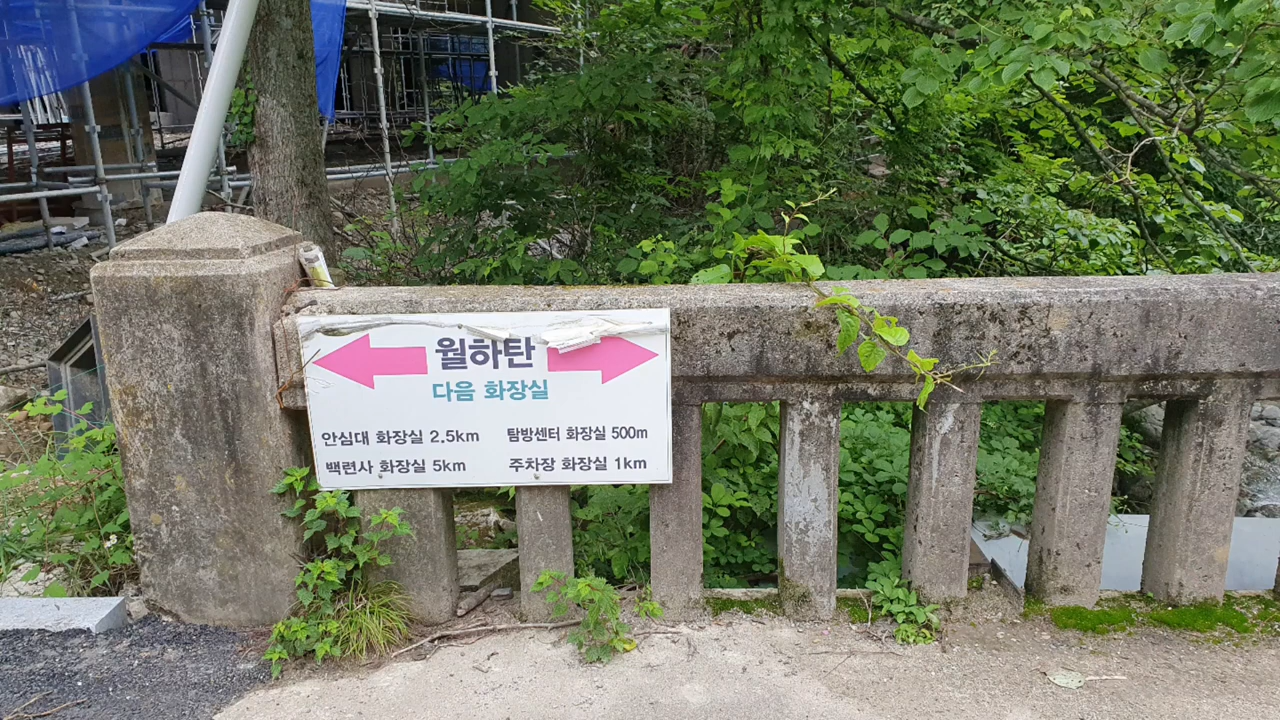 월하탄
다음 화장실
안심대 화장실 2.5km 탐방센터 화장실 500m
백련사 화장실 5km 주차장 화장실 1km